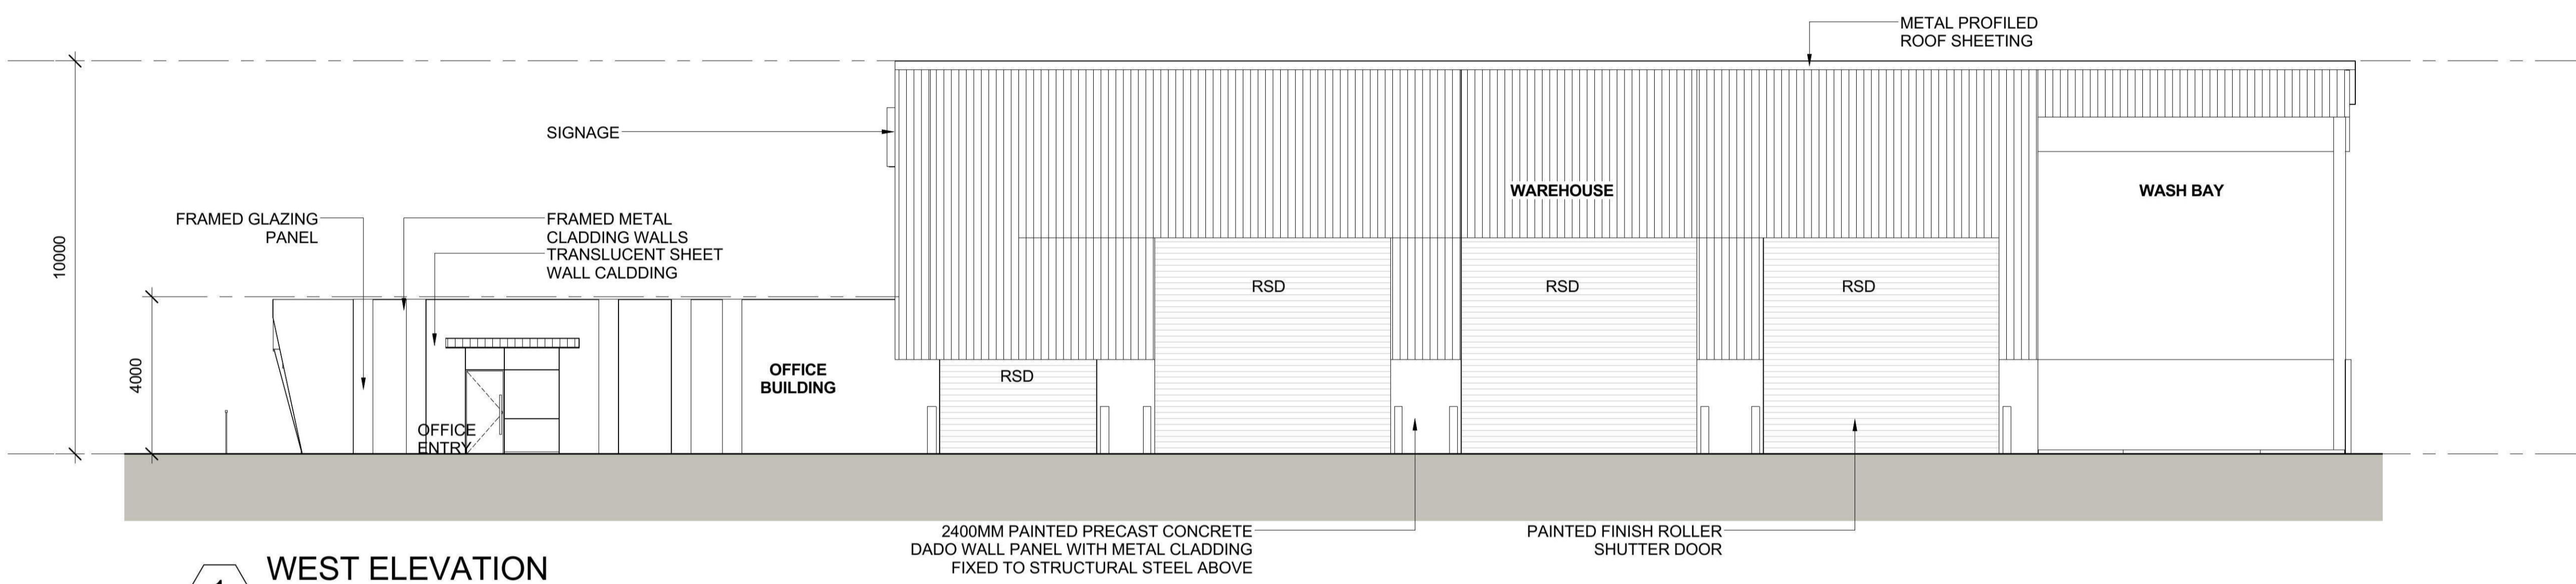 METAL PROFILED
ROOF SHEETING
SIGNAGE
WAREHOUSE
WASH BAY
FRAMED GLAZING
PANEL
FRAMED METAL
CLADDING WALLS
TRANSLUCENT SHEET
WALL CALDDING
10000
4000
RSD
RSD
RSD
RSD
OFFICE
BUILDING
OFFICE
ENTRY
2400MM PAINTED PRECAST CONCRETE
DADO WALL PANEL WITH METAL CLADDING
FIXED TO STRUCTURAL STEEL ABOVE
PAINTED FINISH ROLLER
SHUTTER DOOR
WEST ELEVATION